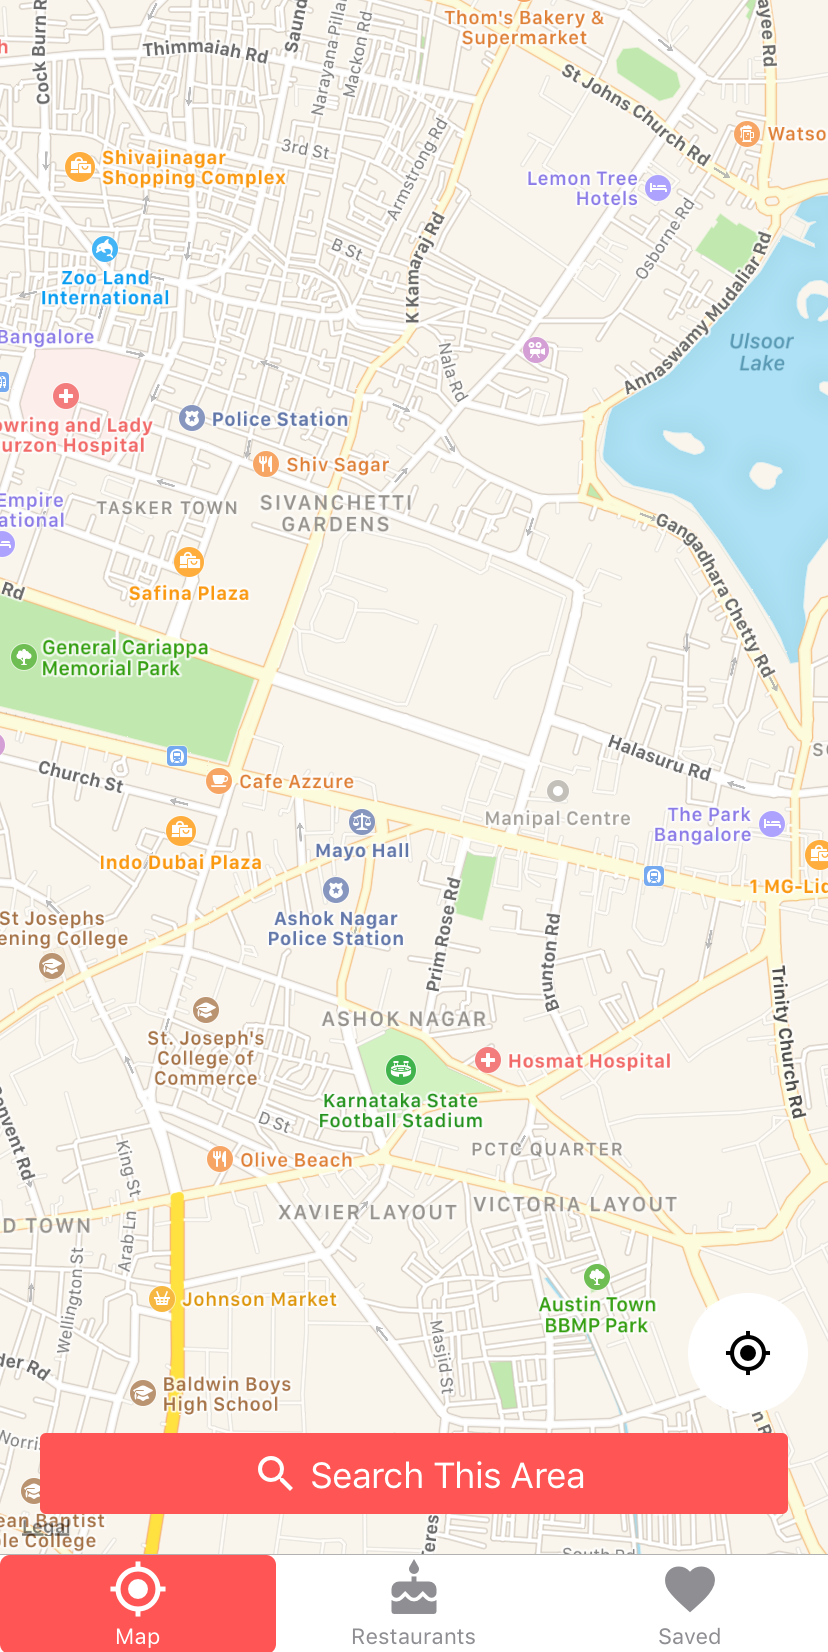 Thom's Bakery &
Supermarket
Thimmaiah Rd
Cock Burn R
Saund
Narayana Pillai
Mackon Rd
ayee Rd
St Johns Church Rd
Watso
3rd St
Armstrong Rd
Shivajinagar
Shopping Complex
Lemon Tree
Hotels
Osborne Rd
B St
K Kamaraj Rd
Zoo Land
International
Annaswamy Mudaliar Rd
Bangalore
Nala Rd
Ulsoor
Lake
owring and Lady
urzon Hospital
Police Station
Shiv Sagar
Empire
ational
TASKER TOWN
SIVANCHETTI
GARDENS
Gangadhara Chetty Rd
Safina Plaza
Rd
General Cariappa
Memorial Park
Halasuru Rd
Church St
Cafe Azzure
Manipal Centre
The Park
Bangalore
Mayo Hall
Indo Dubai Plaza
1 MG-Lid
Ashok Nagar
Police Station
Prim Rose Rd
Brunton Rd
St Josephs
ening College
Trinity Church Rd
ASHOK NAGAR
St. Joseph's
College of
Commerce
Hosmat Hospital
Karnataka State
Football Stadium
onvent Rd
D St
King St
Olive Beach
PCTC QUARTER
XAVIER LAYOUT
VICTORIA LAYOUT
D TOWN
Arab Ln
Wellington St
Johnson Market
Austin Town
BBMP Park
Masjid St
der Rd
Baldwin Boys
High School
n R
Norris
Search This Area
ean Baptist
le College
Legal
eres
South Rd
Map
Restaurants
Saved